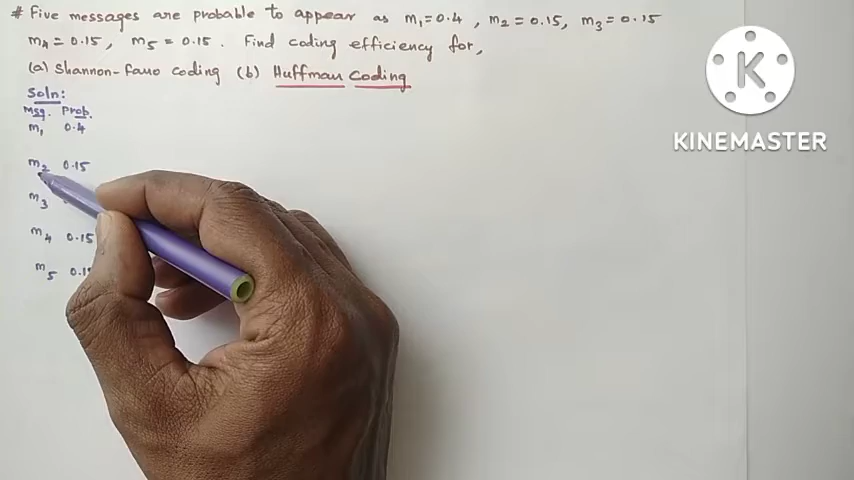 # Five messages are probable to appear as m₁=0.4, m₂=0.15, m₃=0.15
m₄=0.15, m₅=0.15. Find coding efficiency for,
(a) Shannon-Fano coding (b) Huffman Coding
Soln:
Msg. Prob.
m₁ 0.4
m₂ 0.15
m₃
m₄ 0.15
m₅
K
KINEMASTER